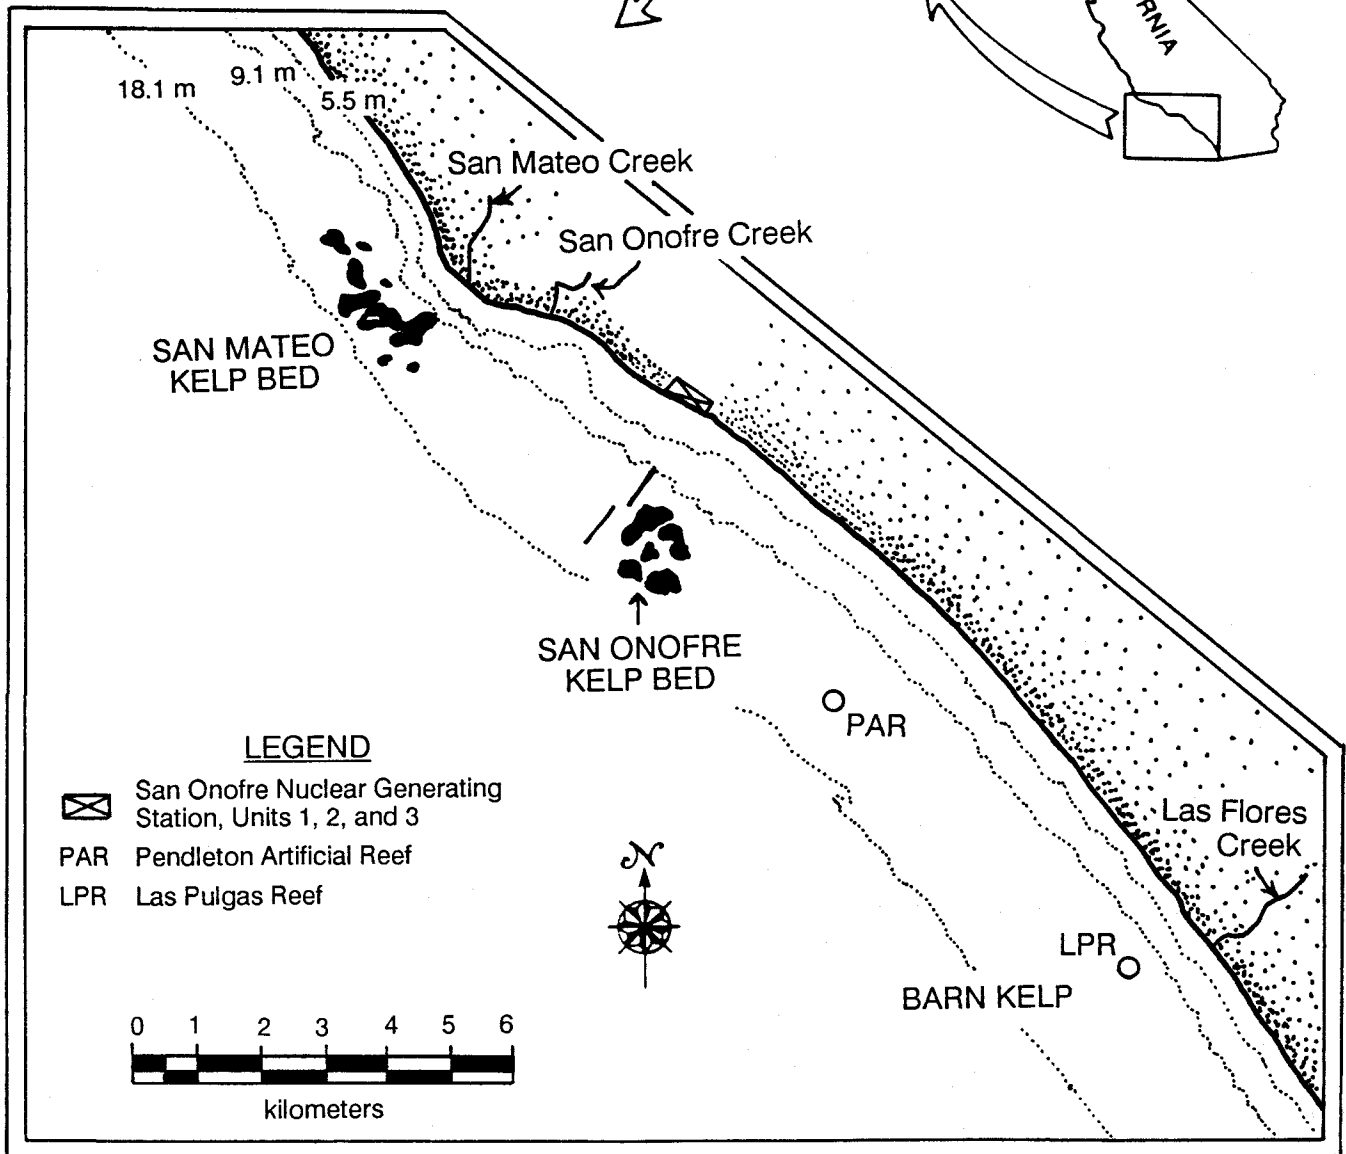 RNIA
18.1 m
9.1 m
5.5 m
San Mateo Creek
San Onofre Creek
SAN MATEO
KELP BED
SAN ONOFRE
KELP BED
PAR
LEGEND
San Onofre Nuclear Generating
Station, Units 1, 2, and 3
PAR Pendleton Artificial Reef
LPR Las Pulgas Reef
N
Las Flores
Creek
LPR
BARN KELP
0 1 2 3 4 5 6
kilometers